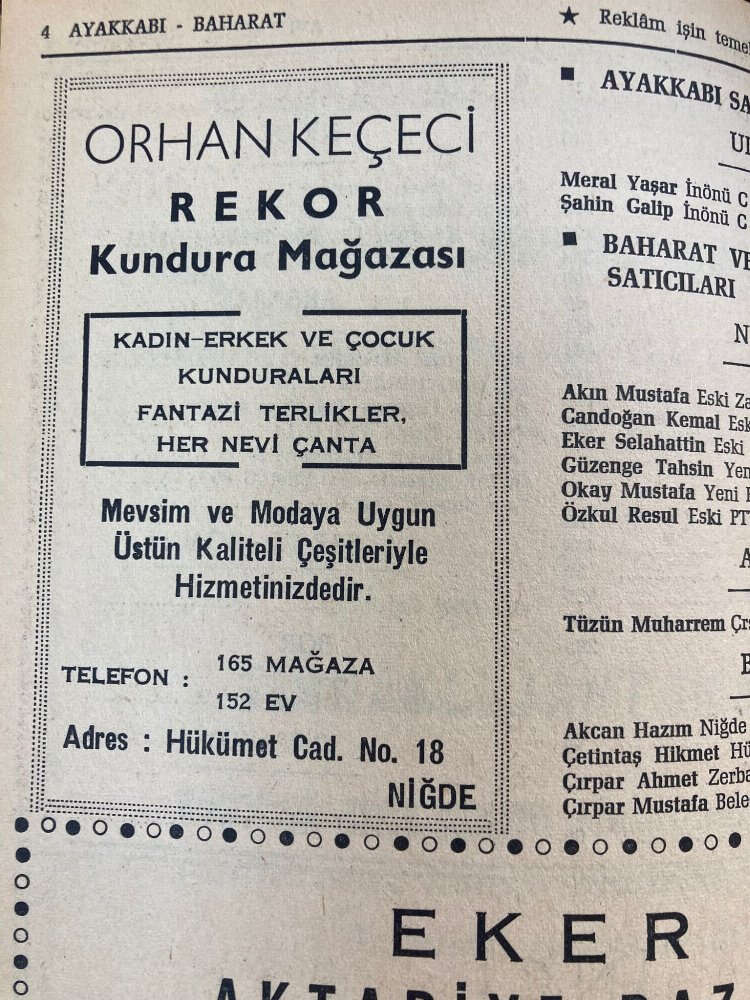 4 AYAKKABI - BAHARAT
★ Reklâm işin
ORHAN KEÇECİ
REKOR
Kundura Mağazası
KADIN-ERKEK VE ÇOCUK
KUNDURALARI
FANTAZİ TERLİKLER,
HER NEVİ ÇANTA
Mevsim ve Modaya Uygun
Üstün Kaliteli Çeşitleriyle
Hizmetinizdedir.
TELEFON : 165 MAĞAZA
152 EV
Adres : Hükümet Cad. No. 18
NİĞDE
■ AYAKKABI
Meral Yaşar İnönü C
Şahin Galip İnönü C
■ BAHARAT VE
SATICILARI
Akın Mustafa Eski
Candoğan Kemal
Eker Selahattin Eski
Güzenge Tahsin
Okay Mustafa Yeni
Özkul Resul Eski PT
Tüzün Muharrem
Akcan Hazım Niğde
Çetintaş Hikmet
Çırpar Ahmet
Çırpar Mustafa
EKER